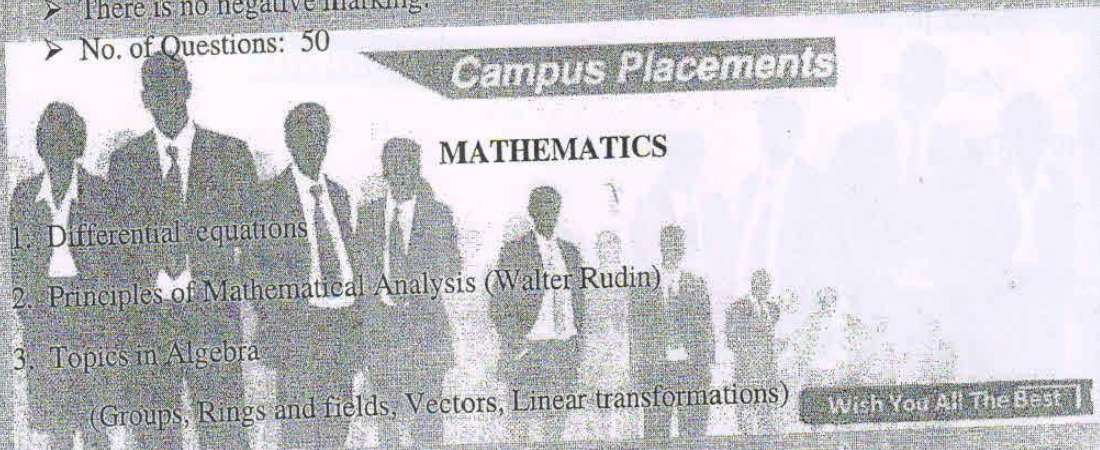 ➢ There is no negative marking.
➢ No. of Questions: 50
Campus Placements
MATHEMATICS
1. Differential equations
2. Principles of Mathematical Analysis (Walter Rudin)
3. Topics in Algebra
(Groups, Rings and fields, Vectors, Linear transformations)
Wish You All The Best